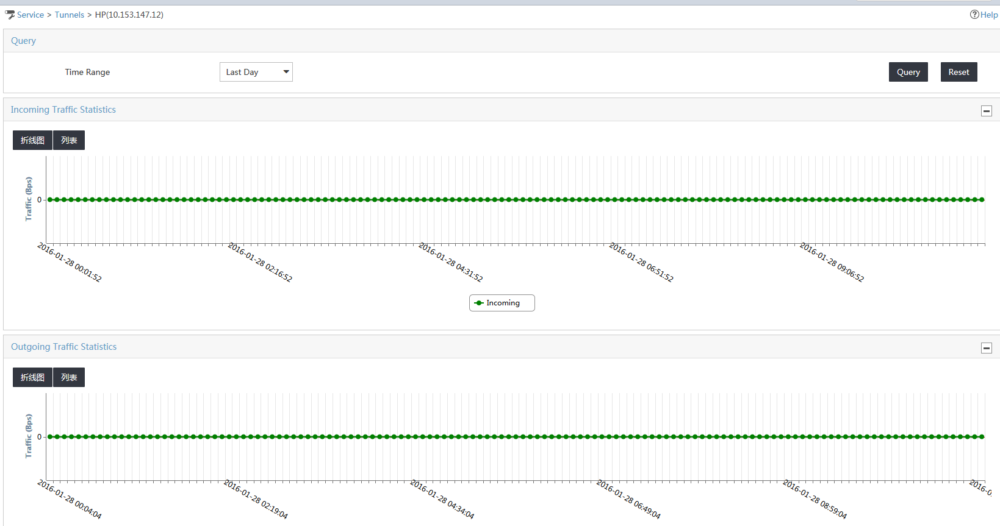 Service > Tunnels > HP(10.153.147.12)
Help
Query
Time Range
Last Day
Query
Reset
Incoming Traffic Statistics
折线图
列表
Traffic (Bps)
0
2016-01-28 00:01:52
2016-01-28 02:16:52
2016-01-28 04:31:52
2016-01-28 06:51:52
2016-01-28 09:06:52
Incoming
Outgoing Traffic Statistics
折线图
列表
Traffic (Bps)
0
2016-01-28 00:04:04
2016-01-28 02:19:04
2016-01-28 04:34:04
2016-01-28 06:49:04
2016-01-28 08:59:04
2016-0